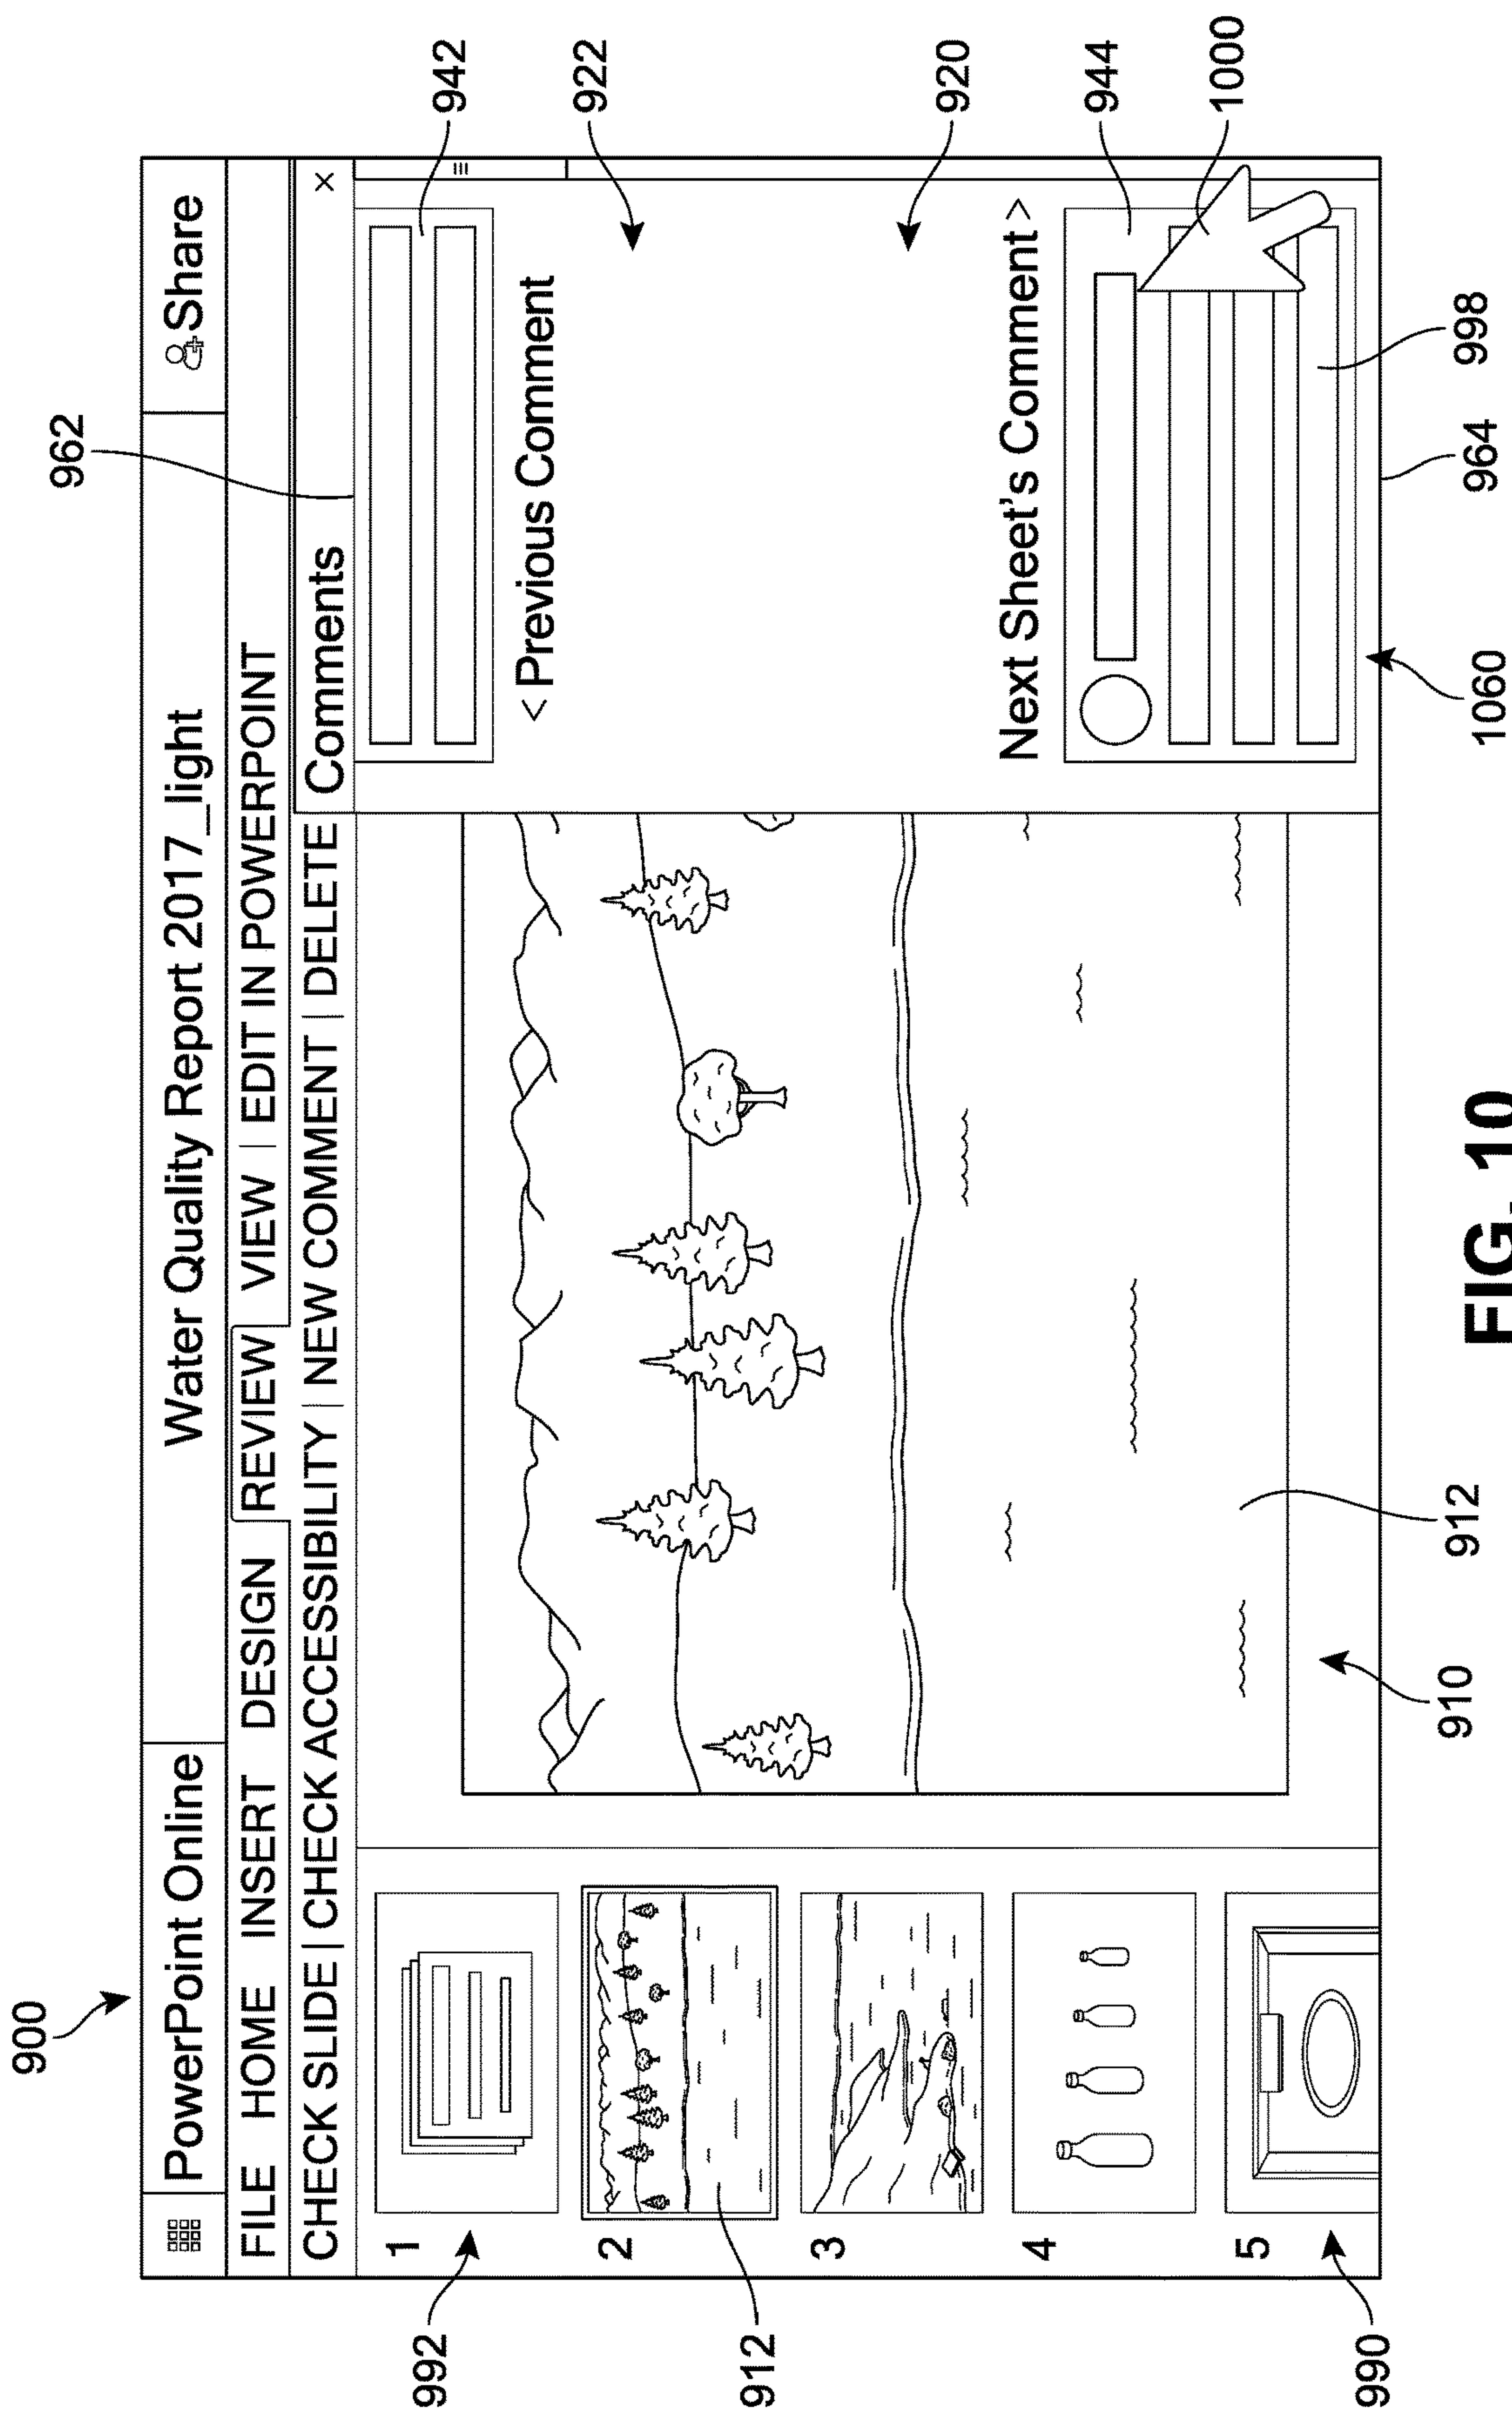 900
962
PowerPoint Online
Water Quality Report 2017_light
Share
FILE HOME INSERT DESIGN REVIEW VIEW | EDIT IN POWERPOINT
CHECK SLIDE | CHECK ACCESSIBILITY | NEW COMMENT | DELETE
Comments
×
942
922
920
944
1000
< Previous Comment
Next Sheet's Comment >
992
1
2
912
3
4
5
990
910
912
1060
964
998
FIG. 10